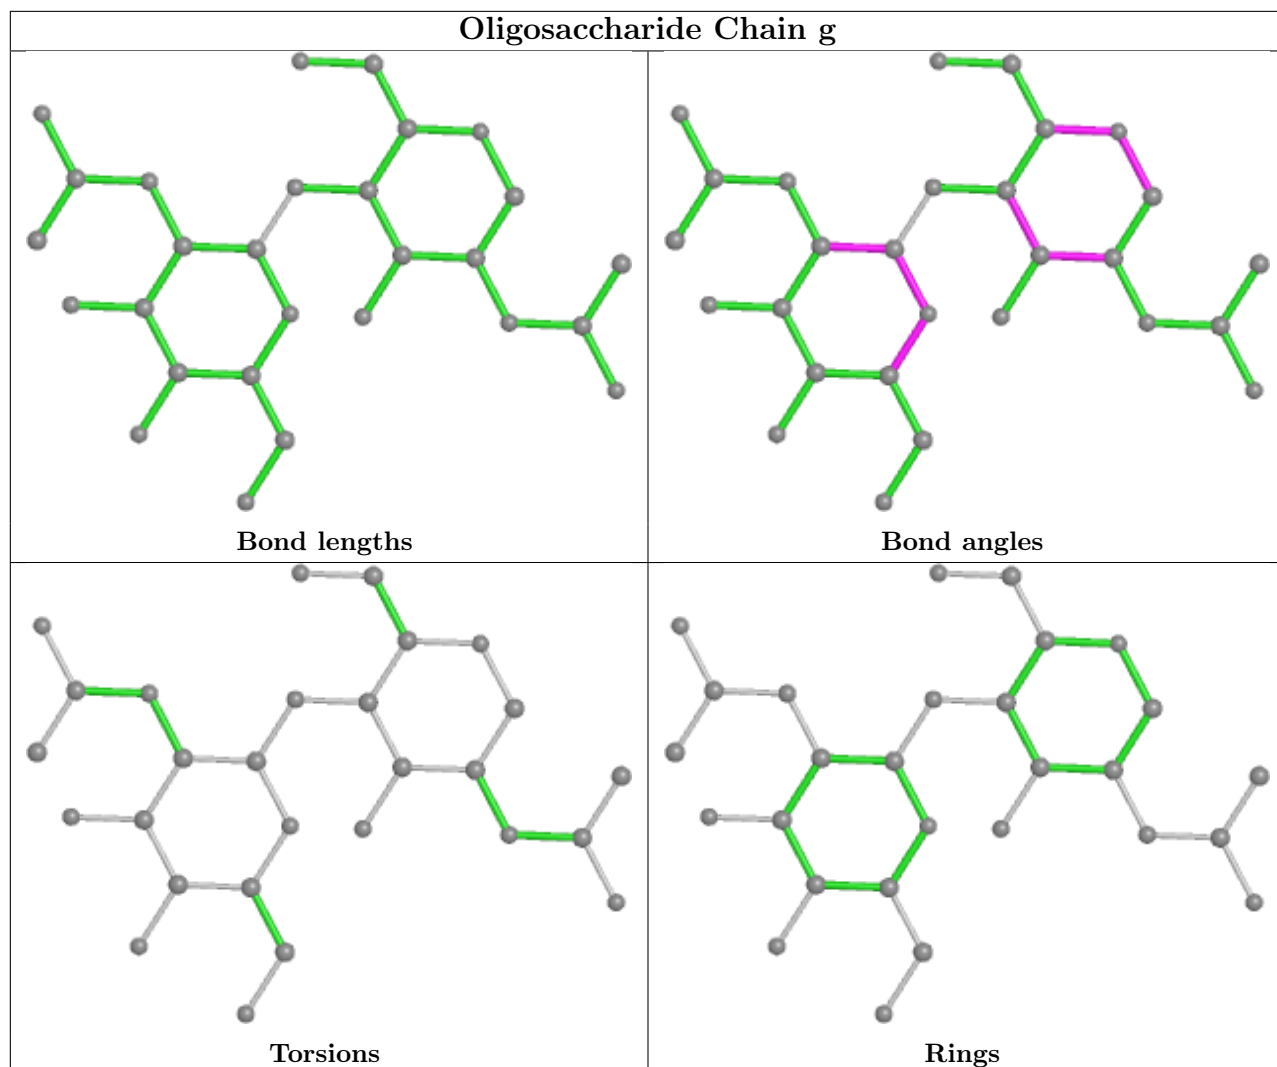 Oligosaccharide Chain g
Bond lengths
Bond angles
Torsions
Rings